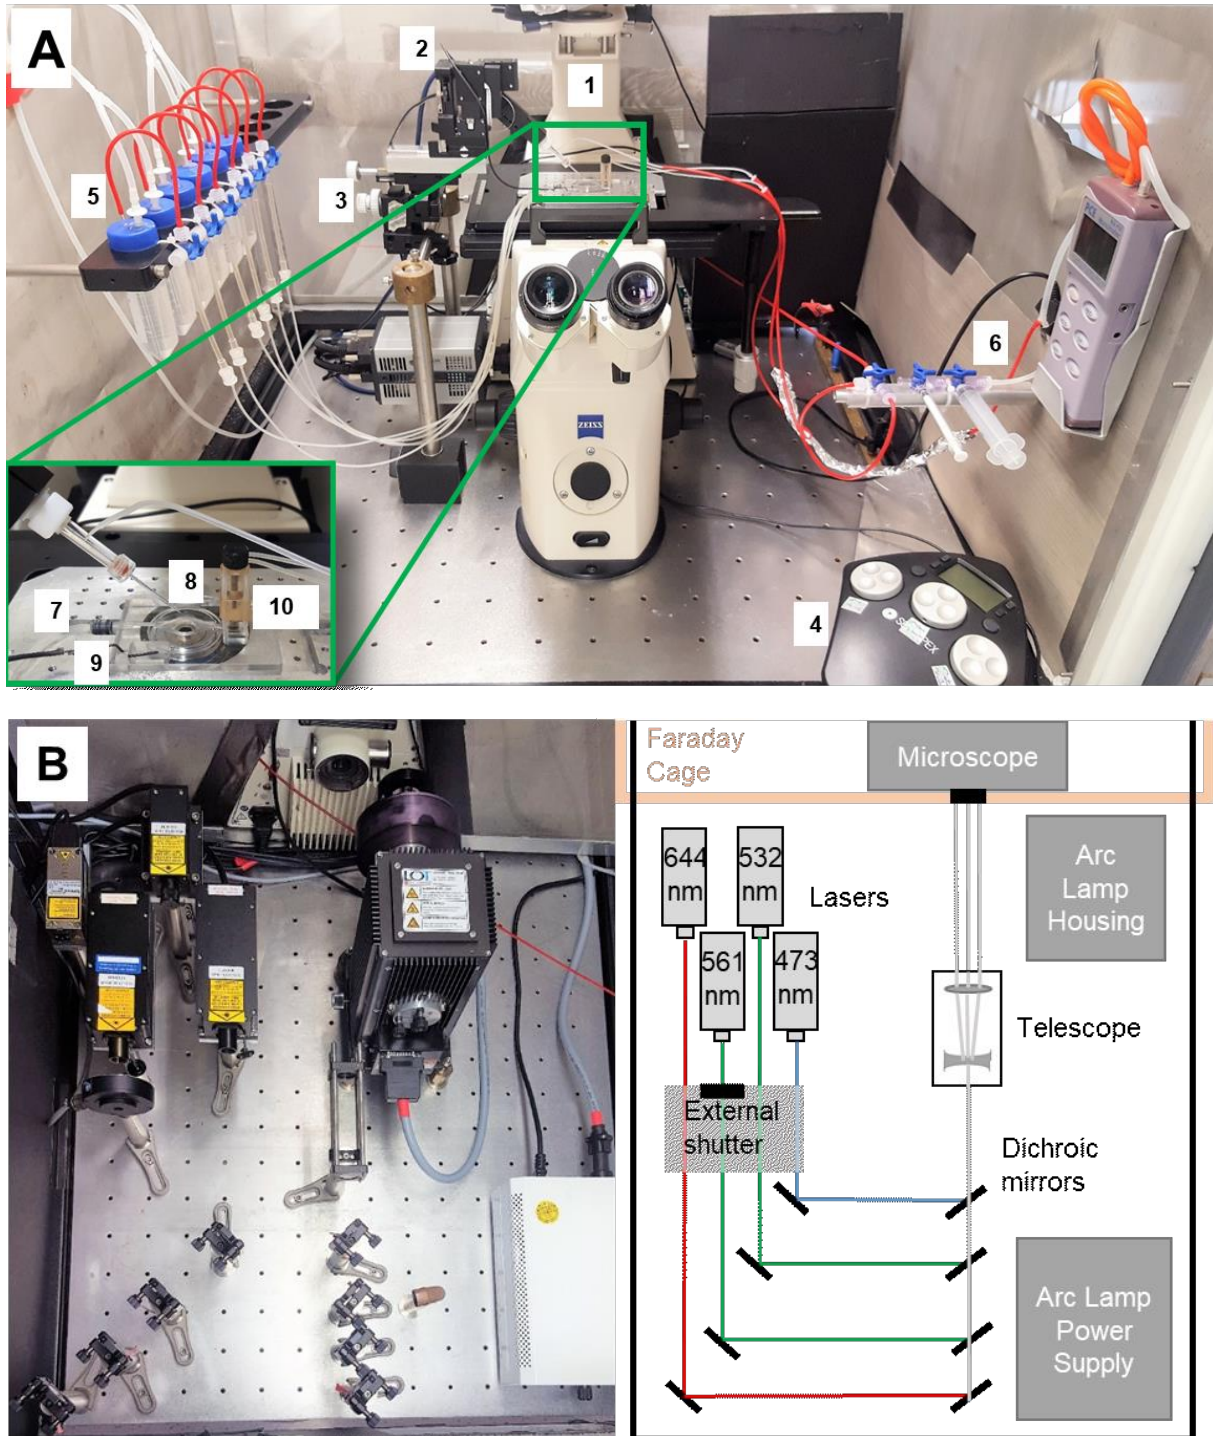 A
1
2
3
5
6
4
ZEISS
7
8
9
10
B
LOT
Faraday
Cage
Microscope
644
nm
532
nm
Lasers
561
nm
473
nm
Arc
Lamp
Housing
Telescope
External
shutter
Dichroic
mirrors
Arc Lamp
Power
Supply